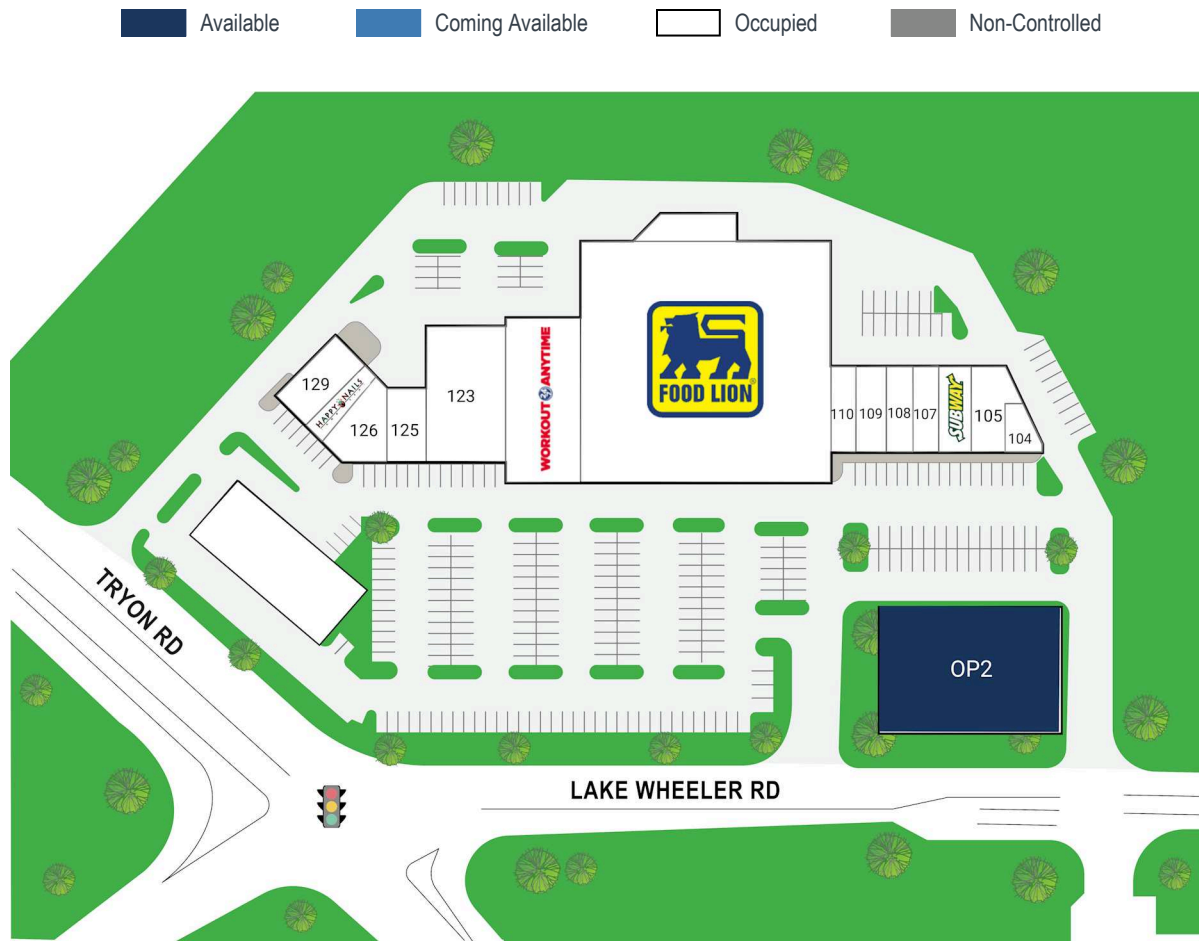 Available
Coming Available
Occupied
Non-Controlled
FOOD LION
WORKOUT ANYTIME
123
125
126
HAPPY NAILS
129
110
109
108
107
SUBWAY
105
104
OP2
TRYON RD
LAKE WHEELER RD